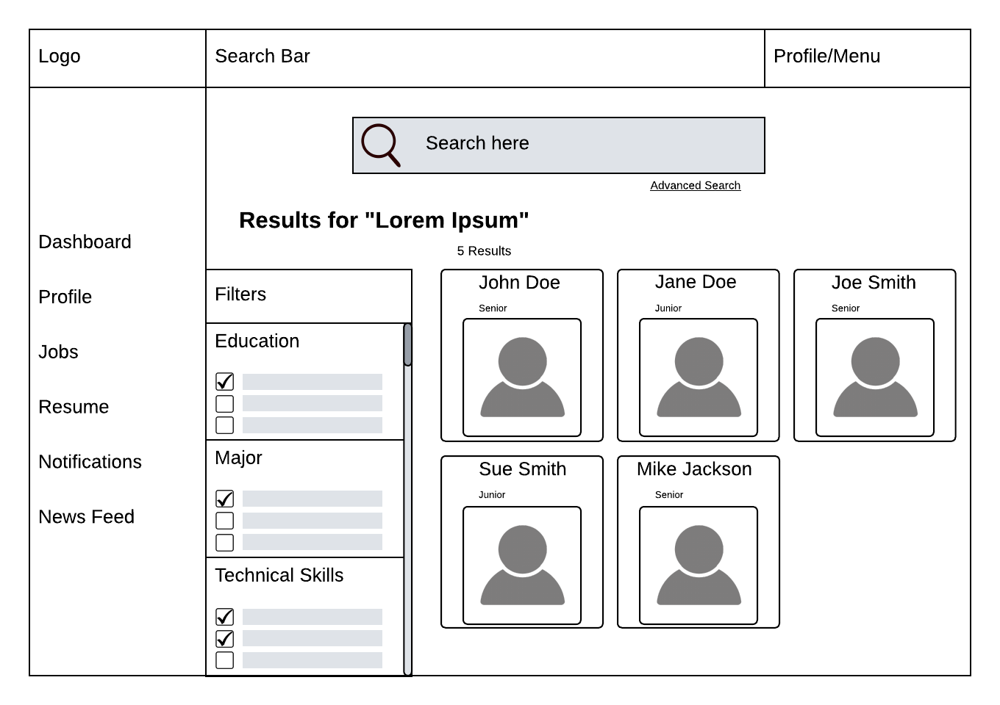 Logo
Search Bar
Profile/Menu
Search here
Advanced Search
Results for "Lorem Ipsum"
5 Results
Dashboard
Profile
Jobs
Resume
Notifications
News Feed
Filters
Education
Major
Technical Skills
John Doe
Senior
Jane Doe
Junior
Joe Smith
Senior
Sue Smith
Junior
Mike Jackson
Senior